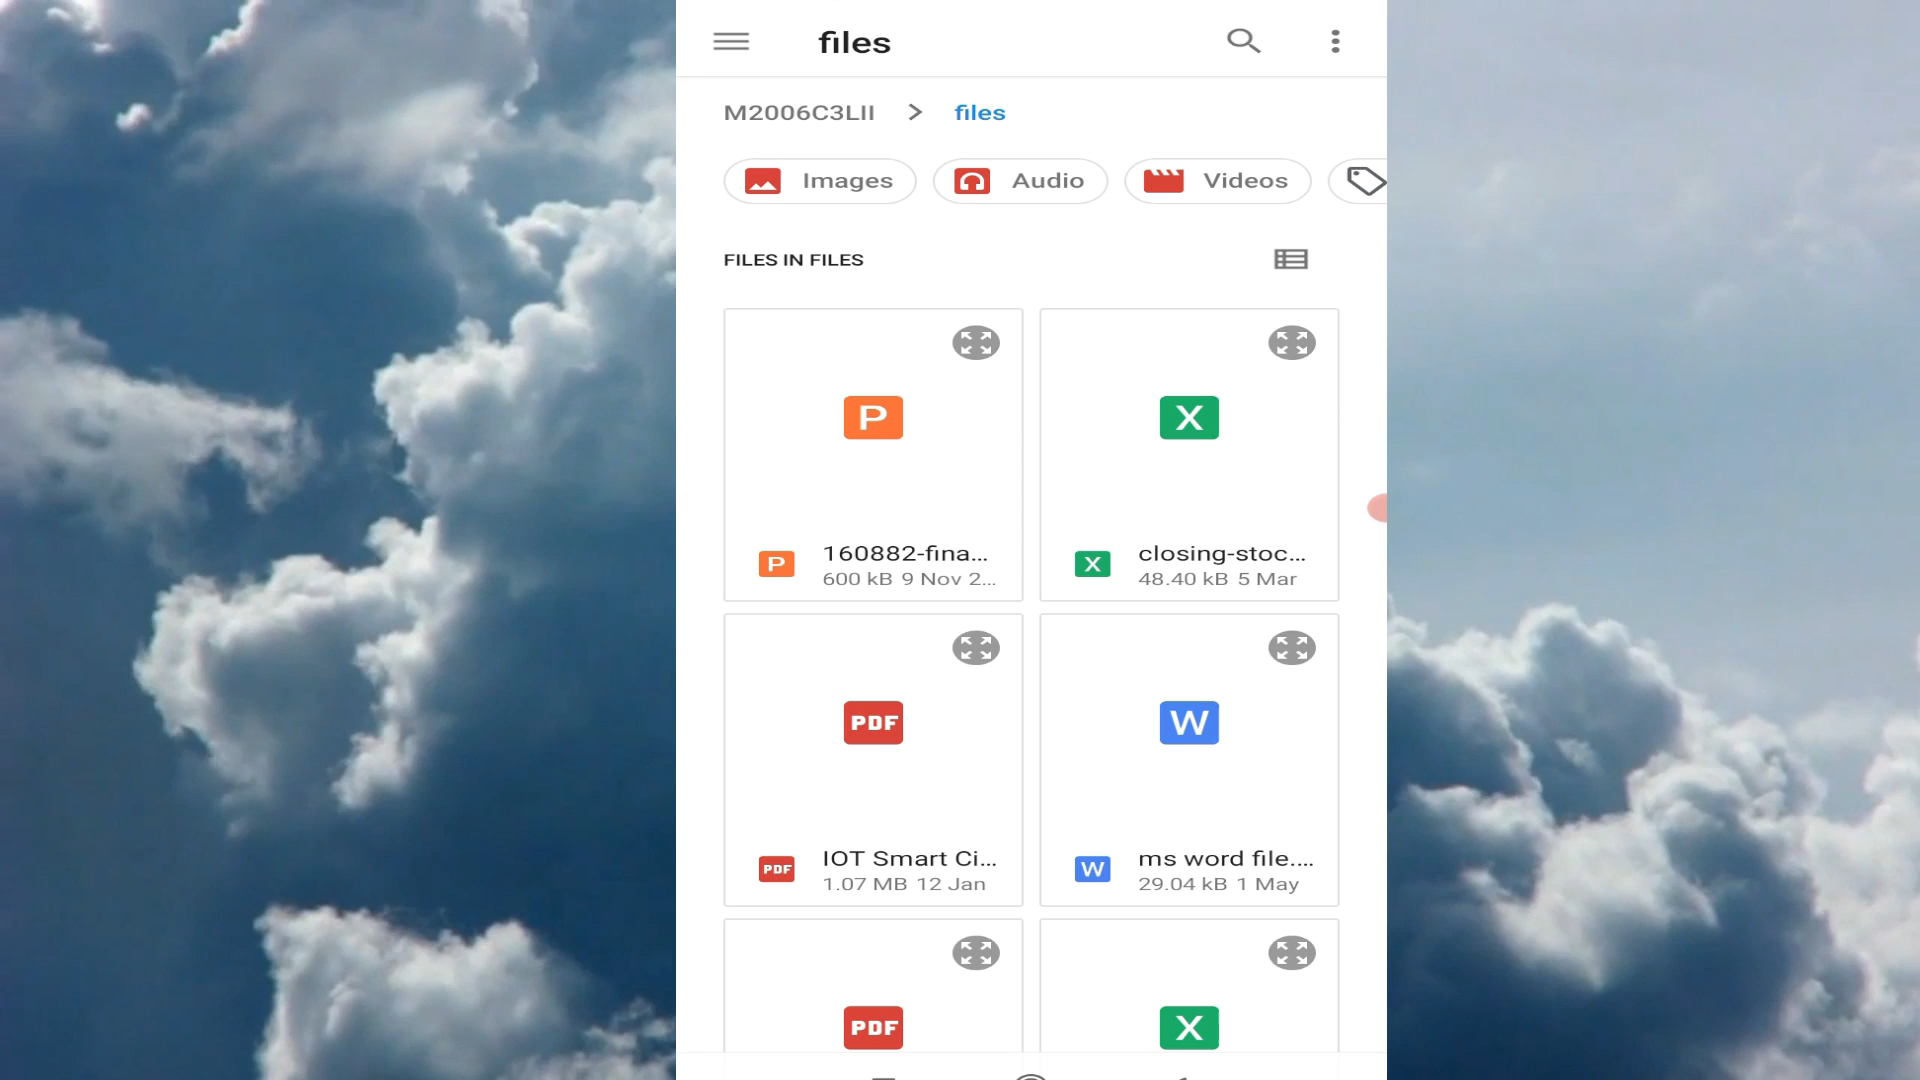 files
M2006C3LII > files
Images Audio Videos
FILES IN FILES
P X
P 160882-fina... X closing-stoc...
600 kB 9 Nov 2... 48.40 kB 5 Mar
PDF W
PDF IOT Smart Ci... W ms word file....
1.07 MB 12 Jan 29.04 kB 1 May
PDF X